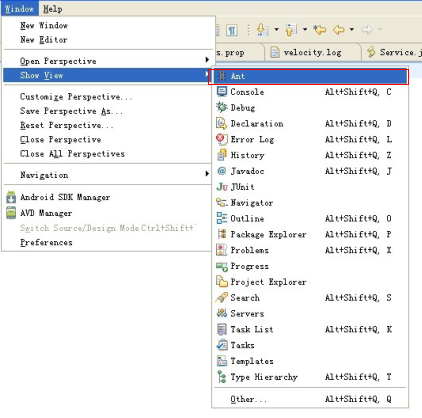 Window Help
New Window
New Editor
s.prop velocity.log Service.j
Open Perspective
Show View
Customize Perspective...
Save Perspective As...
Reset Perspective...
Close Perspective
Close All Perspectives
Navigation
Android SDK Manager
AVD Manager
Switch Source/Design Mode Ctrl+Shift+`
Preferences
Ant
Console Alt+Shift+Q, C
Debug
Declaration Alt+Shift+Q, D
Error Log Alt+Shift+Q, L
History Alt+Shift+Q, Z
Javadoc Alt+Shift+Q, J
JUnit
Navigator
Outline Alt+Shift+Q, O
Package Explorer Alt+Shift+Q, P
Problems Alt+Shift+Q, X
Progress
Project Explorer
Search Alt+Shift+Q, S
Servers
Task List Alt+Shift+Q, K
Tasks
Templates
Type Hierarchy Alt+Shift+Q, T
Other... Alt+Shift+Q, Q